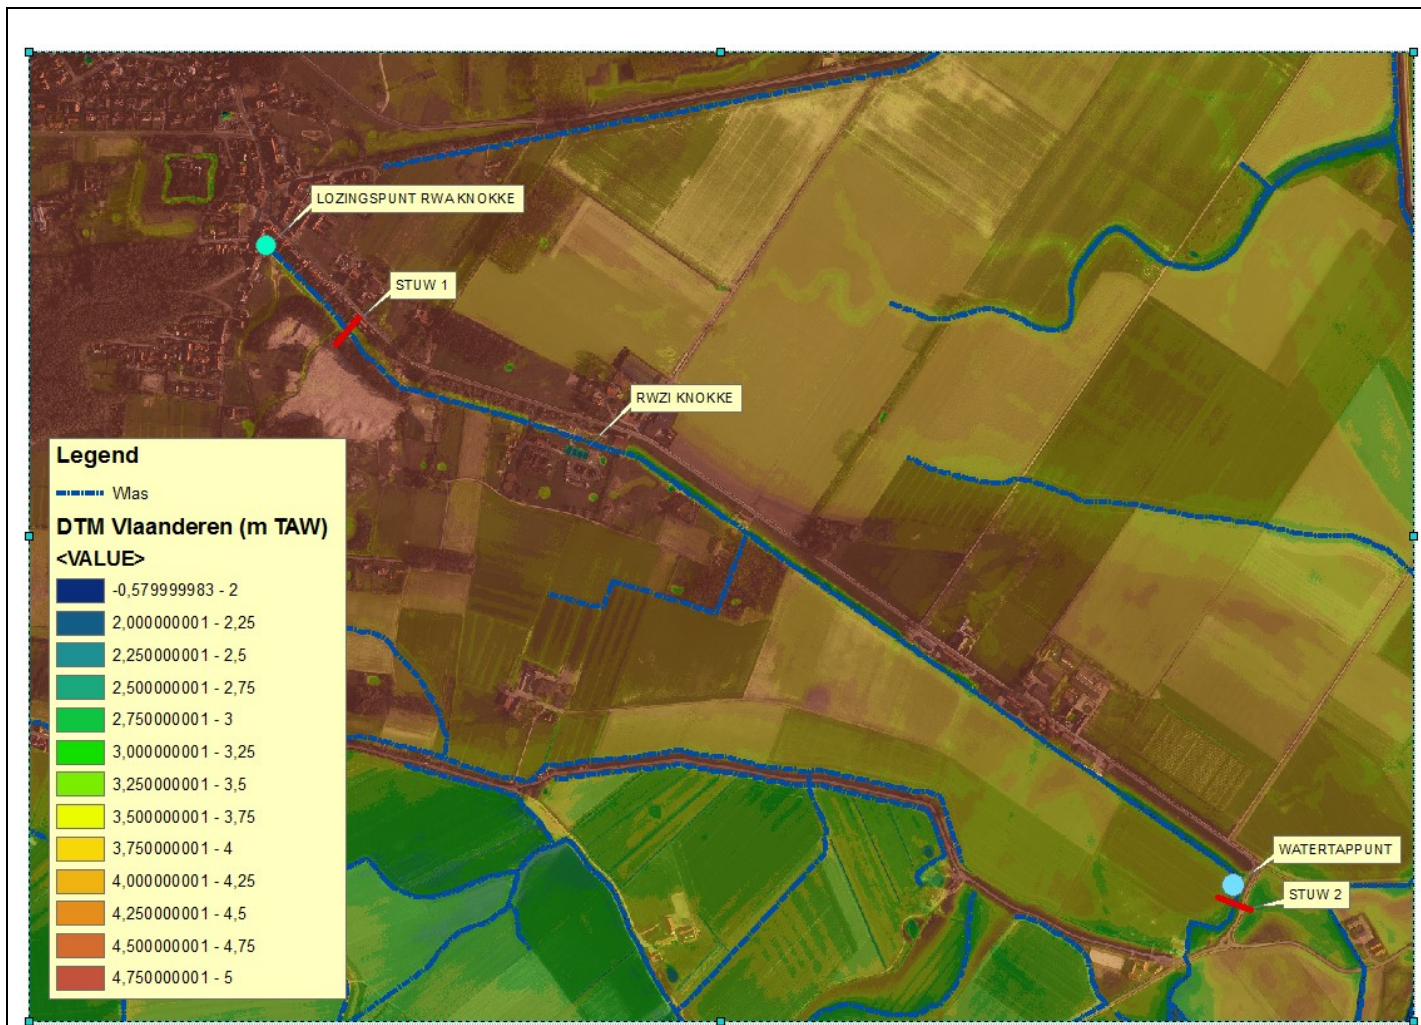 LOZINGSPUNT RWA KNOKKE
STUW 1
RWZI KNOKKE
Legend
Wlas
DTM Vlaanderen (m TAW)
<VALUE>
-0,579999983 - 2
2,000000001 - 2,25
2,250000001 - 2,5
2,500000001 - 2,75
2,750000001 - 3
3,000000001 - 3,25
3,250000001 - 3,5
3,500000001 - 3,75
3,750000001 - 4
4,000000001 - 4,25
4,250000001 - 4,5
4,500000001 - 4,75
4,750000001 - 5
WATERTAPPUNT
STUW 2